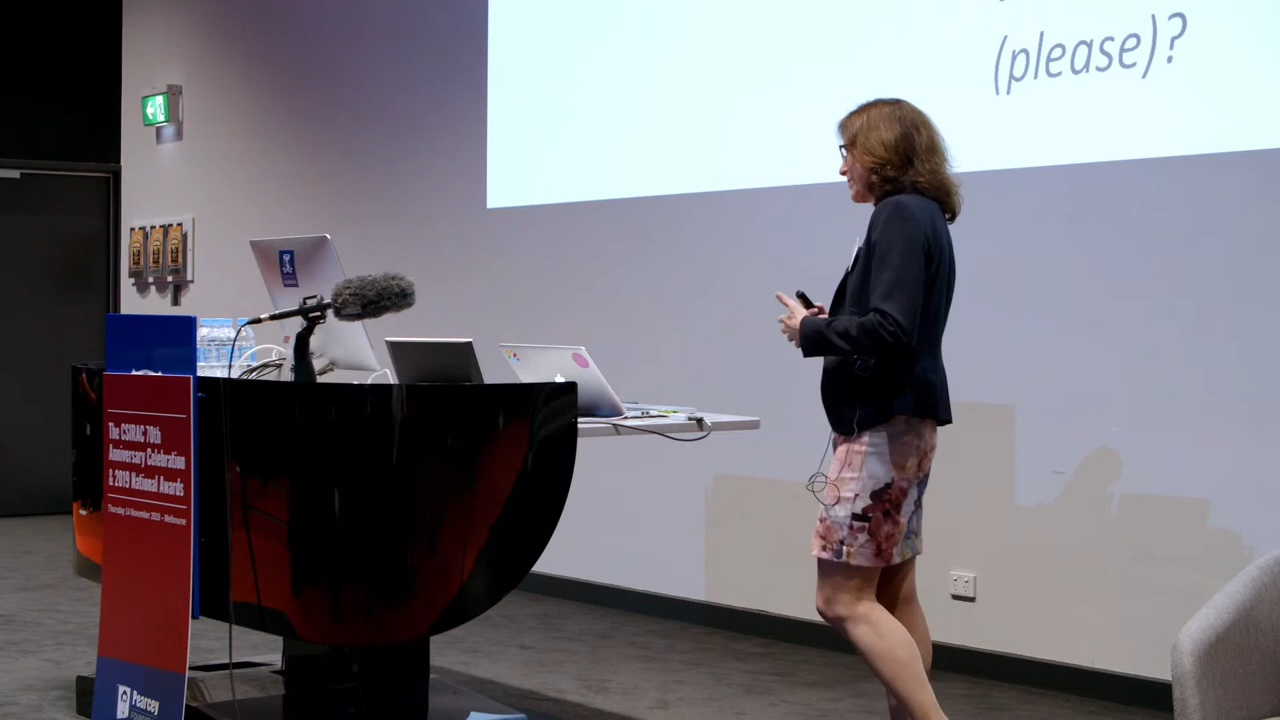 (please)?
The CSIRAC 70th
Anniversary Celebration
& 2019 National Awards
Thursday 14 November 2019 – Melbourne
Pearcey